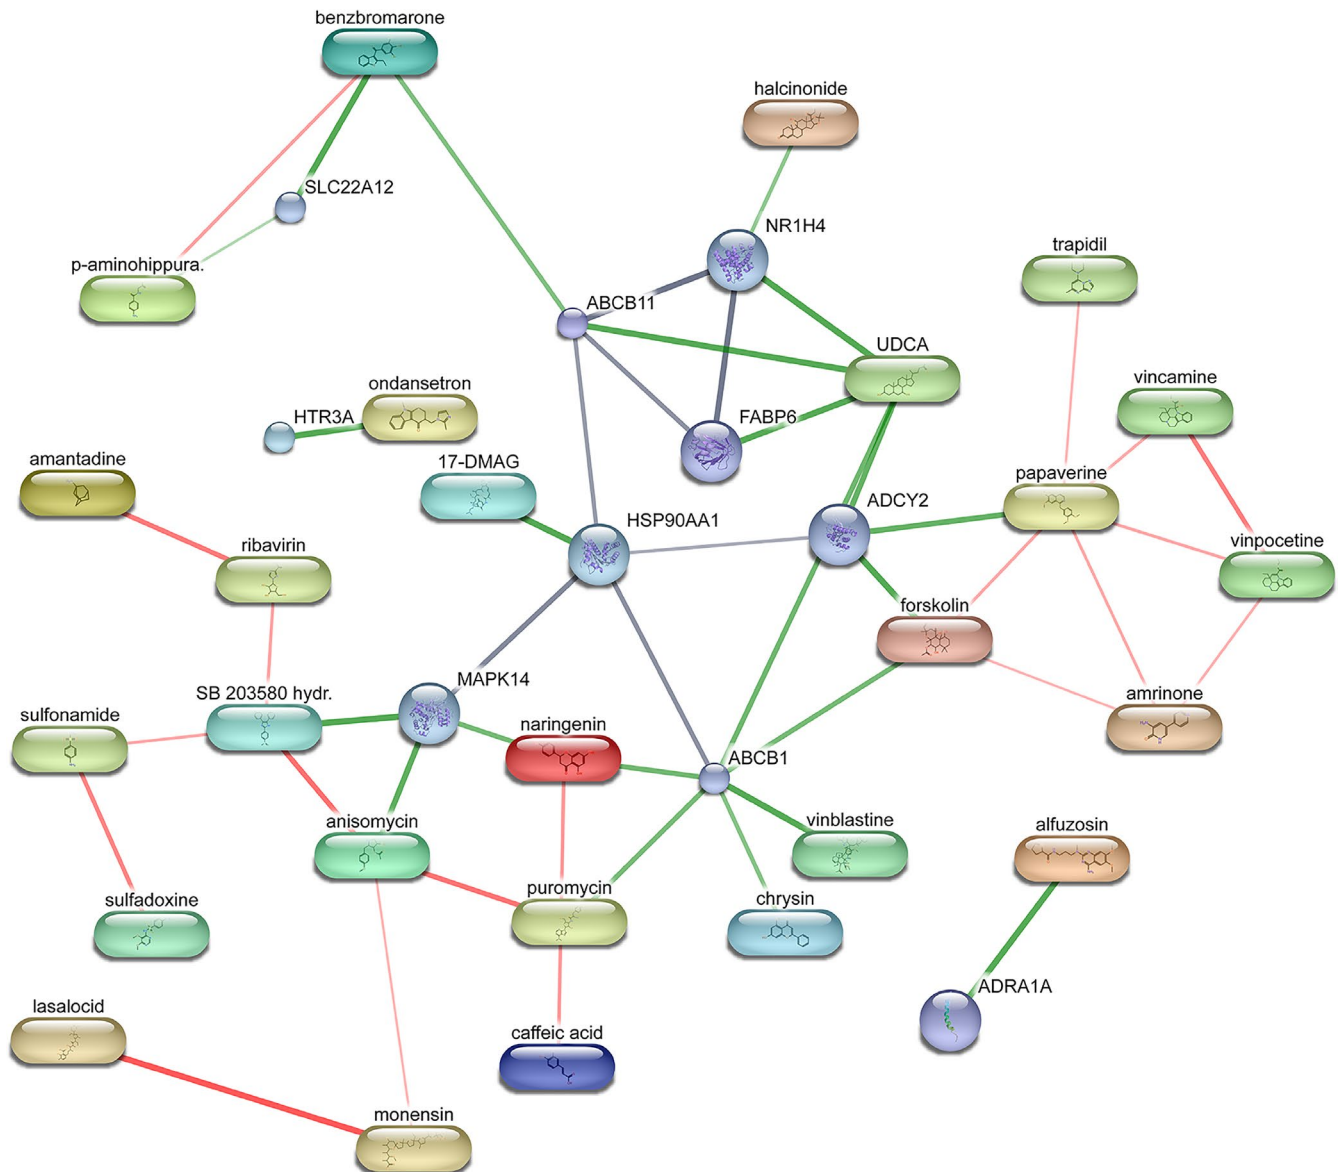 benzbromarone
halcinonide
SLC22A12
NR1H4
trapidil
p-aminohippura.
ABCB11
UDCA
vincamine
ondansetron
HTR3A
FABP6
amantadine
17-DMAG
papaverine
ADCY2
HSP90AA1
vinpocetine
ribavirin
forskolin
MAPK14
SB 203580 hydr.
amrinone
sulfonamide
naringenin
ABCB1
anisomycin
vinblastine
alfuzosin
puromycin
chrysin
sulfadoxine
ADRA1A
lasalocid
caffeic acid
monensin